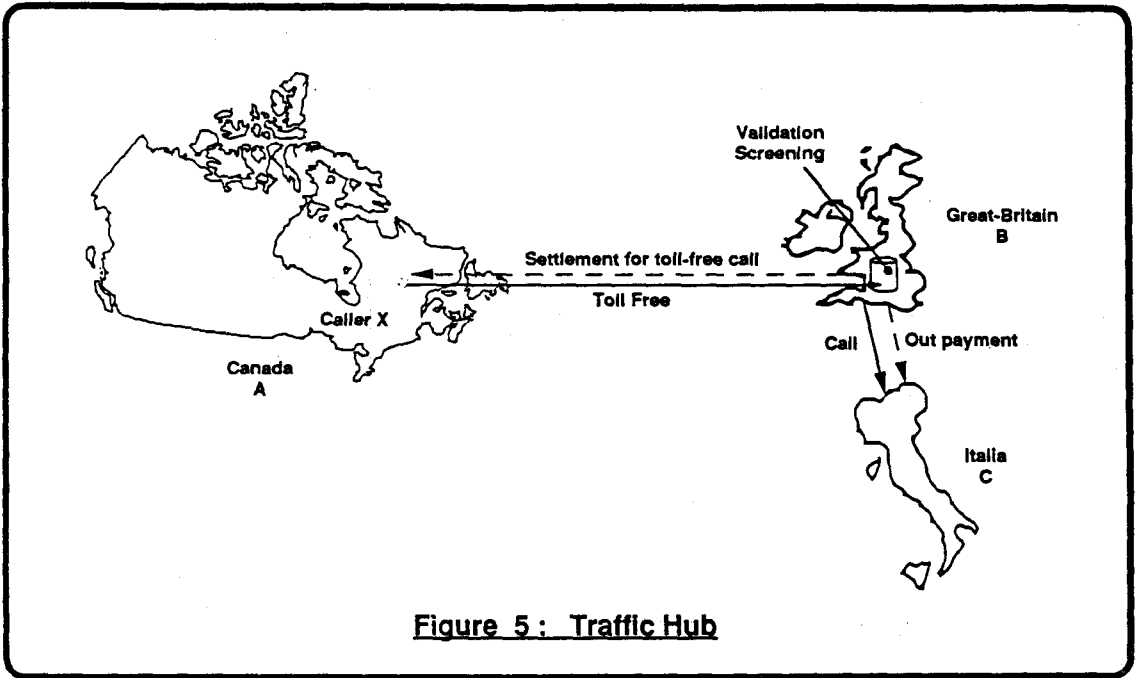 Validation
Screening
Great-Britain
B
Settlement for toll-free call
Toll Free
Caller X
Call
Out payment
Canada
A
Italia
C
Figure 5 : Traffic Hub